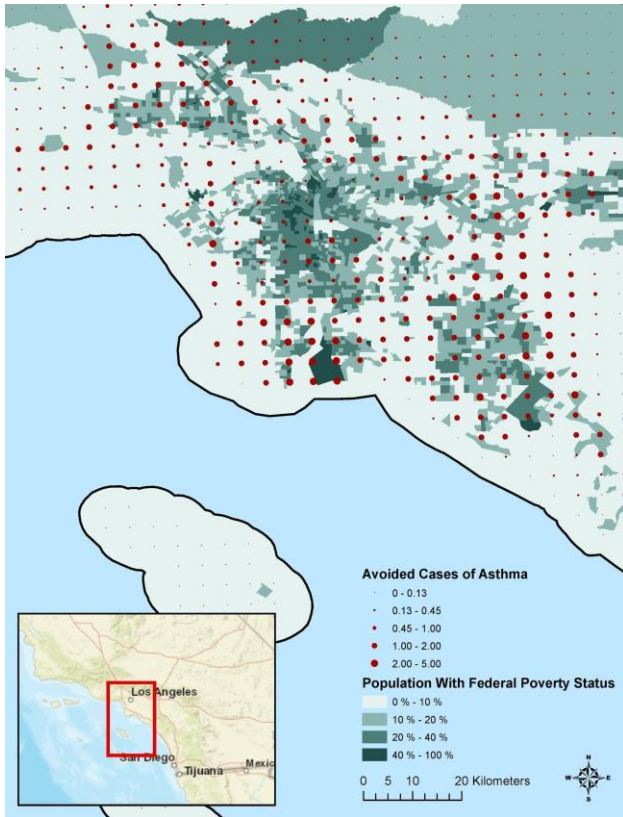 Avoided Cases of Asthma
0 - 0.13
0.13 - 0.45
0.45 - 1.00
1.00 - 2.00
2.00 - 5.00
Population With Federal Poverty Status
0 % - 10 %
10 % - 20 %
20 % - 40 %
40 % - 100 %
0 5 10 20 Kilometers
N
W E
S
Los Angeles
San Diego
Tijuana
Mexic